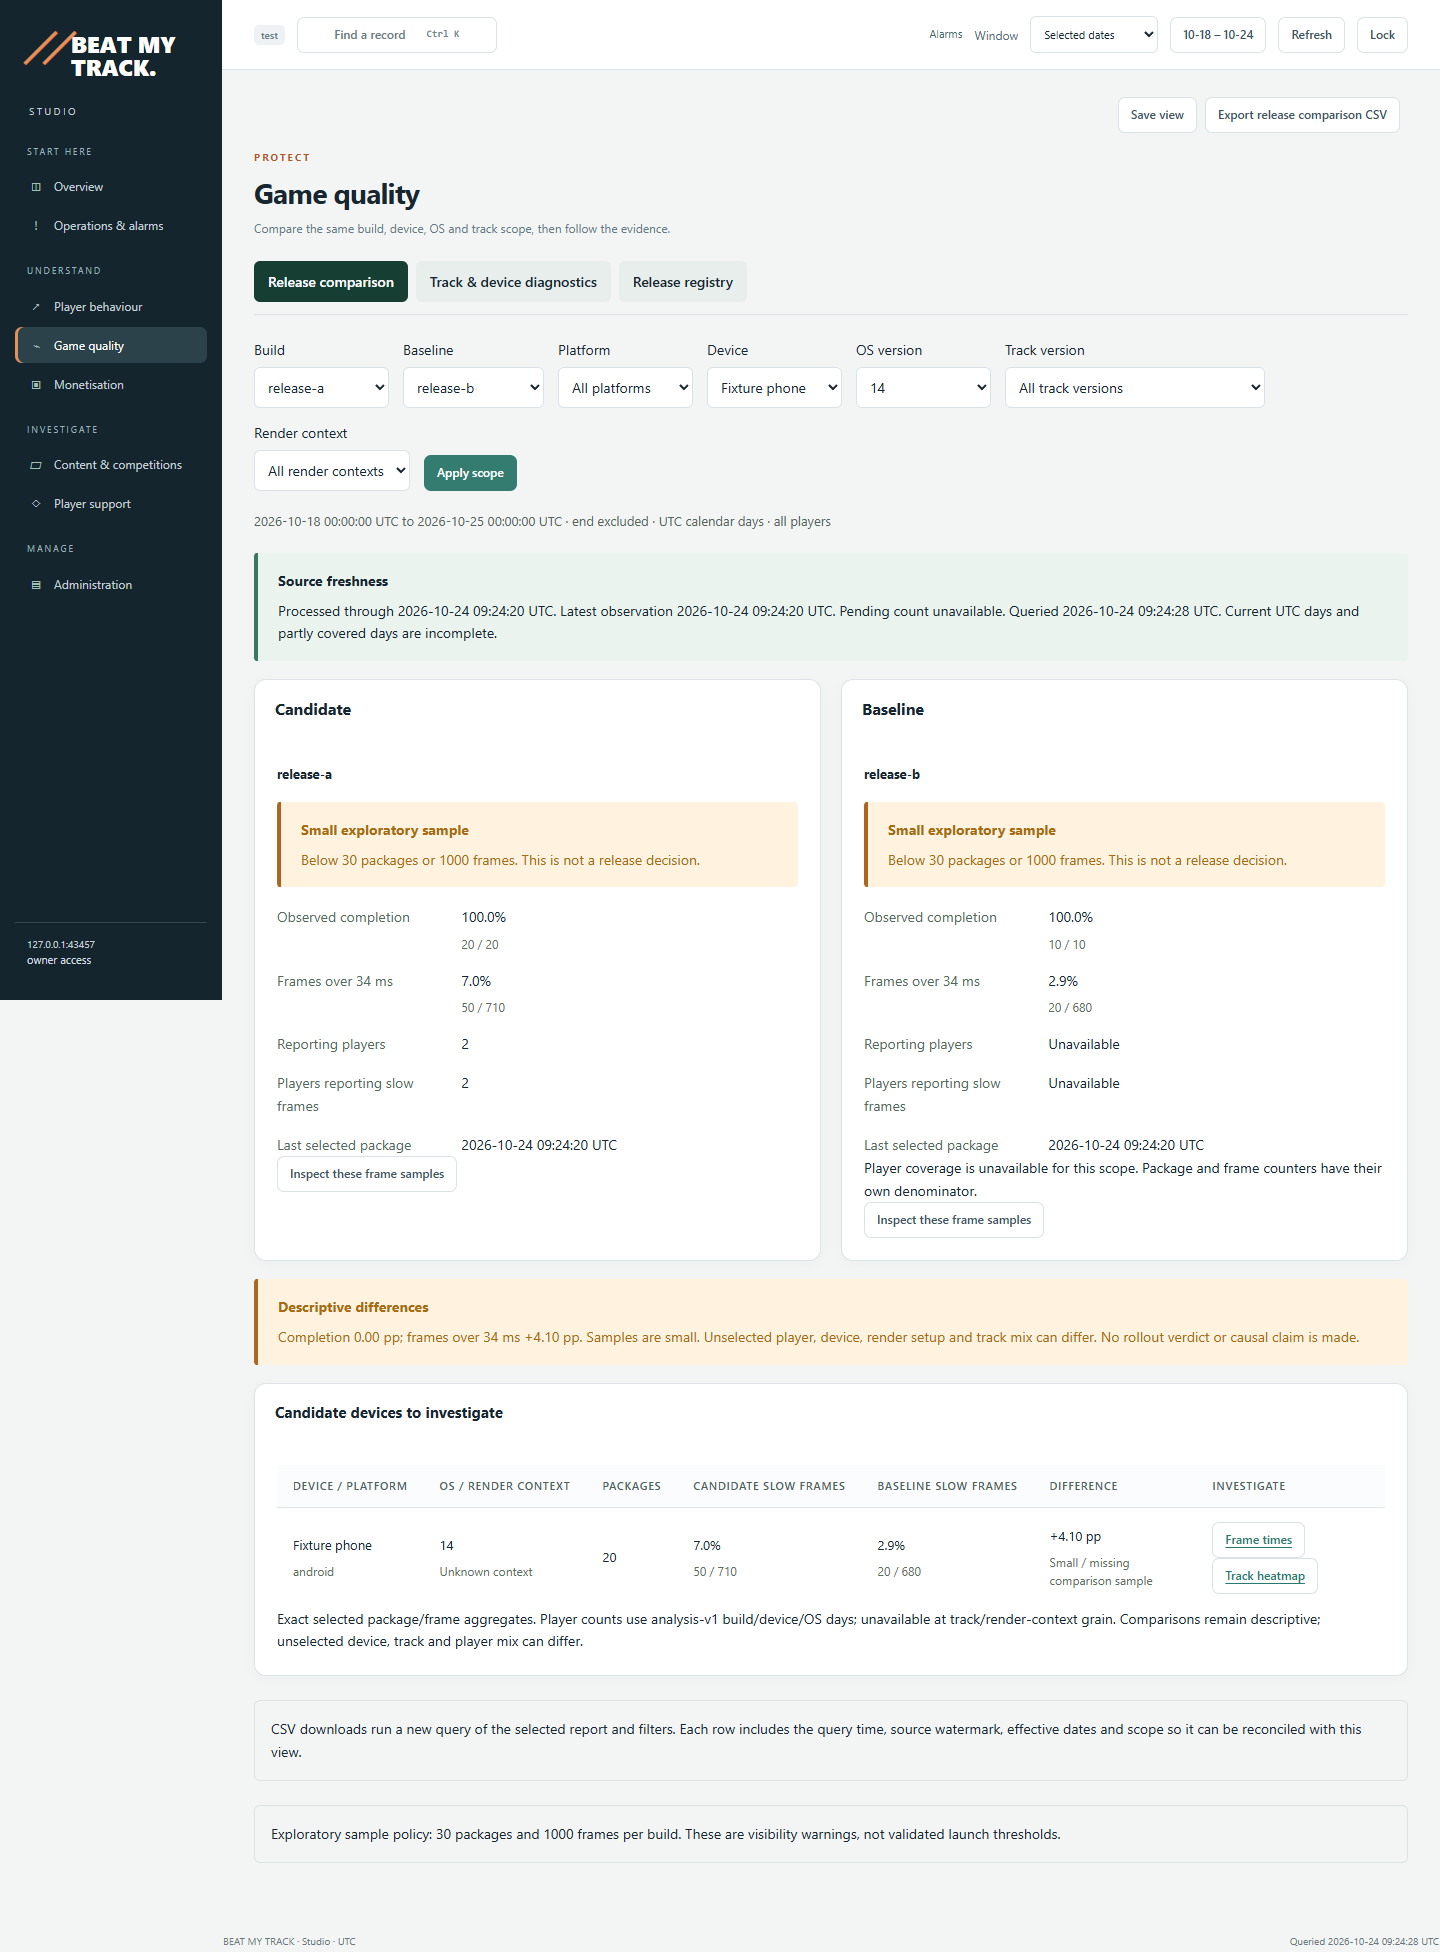 BEAT MY
TRACK.
STUDIO
START HERE
Overview
! Operations & alarms
UNDERSTAND
Player behaviour
Game quality
Monetisation
INVESTIGATE
Content & competitions
Player support
MANAGE
Administration
127.0.0.1:43457
owner access
test
Find a record Ctrl K
Alarms
Window
Selected dates
10-18 – 10-24
Refresh
Lock
Save view
Export release comparison CSV
PROTECT
Game quality
Compare the same build, device, OS and track scope, then follow the evidence.
Release comparison
Track & device diagnostics
Release registry
Build
Baseline
Platform
Device
OS version
Track version
release-a
release-b
All platforms
Fixture phone
14
All track versions
Render context
All render contexts
Apply scope
2026-10-18 00:00:00 UTC to 2026-10-25 00:00:00 UTC · end excluded · UTC calendar days · all players
Source freshness
Processed through 2026-10-24 09:24:20 UTC. Latest observation 2026-10-24 09:24:20 UTC. Pending count unavailable. Queried 2026-10-24 09:24:28 UTC. Current UTC days and
partly covered days are incomplete.
Candidate
release-a
Small exploratory sample
Below 30 packages or 1000 frames. This is not a release decision.
Observed completion
100.0%
20 / 20
Frames over 34 ms
7.0%
50 / 710
Reporting players
2
Players reporting slow
frames
2
Last selected package
2026-10-24 09:24:20 UTC
Inspect these frame samples
Baseline
release-b
Small exploratory sample
Below 30 packages or 1000 frames. This is not a release decision.
Observed completion
100.0%
10 / 10
Frames over 34 ms
2.9%
20 / 680
Reporting players
Unavailable
Players reporting slow
frames
Unavailable
Last selected package
2026-10-24 09:24:20 UTC
Player coverage is unavailable for this scope. Package and frame counters have their
own denominator.
Inspect these frame samples
Descriptive differences
Completion 0.00 pp; frames over 34 ms +4.10 pp. Samples are small. Unselected player, device, render setup and track mix can differ. No rollout verdict or causal claim is made.
Candidate devices to investigate
DEVICE / PLATFORM
OS / RENDER CONTEXT
PACKAGES
CANDIDATE SLOW FRAMES
BASELINE SLOW FRAMES
DIFFERENCE
INVESTIGATE
Fixture phone
android
14
Unknown context
20
7.0%
50 / 710
2.9%
20 / 680
+4.10 pp
Small / missing
comparison sample
Frame times
Track heatmap
Exact selected package/frame aggregates. Player counts use analysis-v1 build/device/OS days; unavailable at track/render-context grain. Comparisons remain descriptive;
unselected device, track and player mix can differ.
CSV downloads run a new query of the selected report and filters. Each row includes the query time, source watermark, effective dates and scope so it can be reconciled with this
view.
Exploratory sample policy: 30 packages and 1000 frames per build. These are visibility warnings, not validated launch thresholds.
BEAT MY TRACK · Studio · UTC
Queried 2026-10-24 09:24:28 UTC